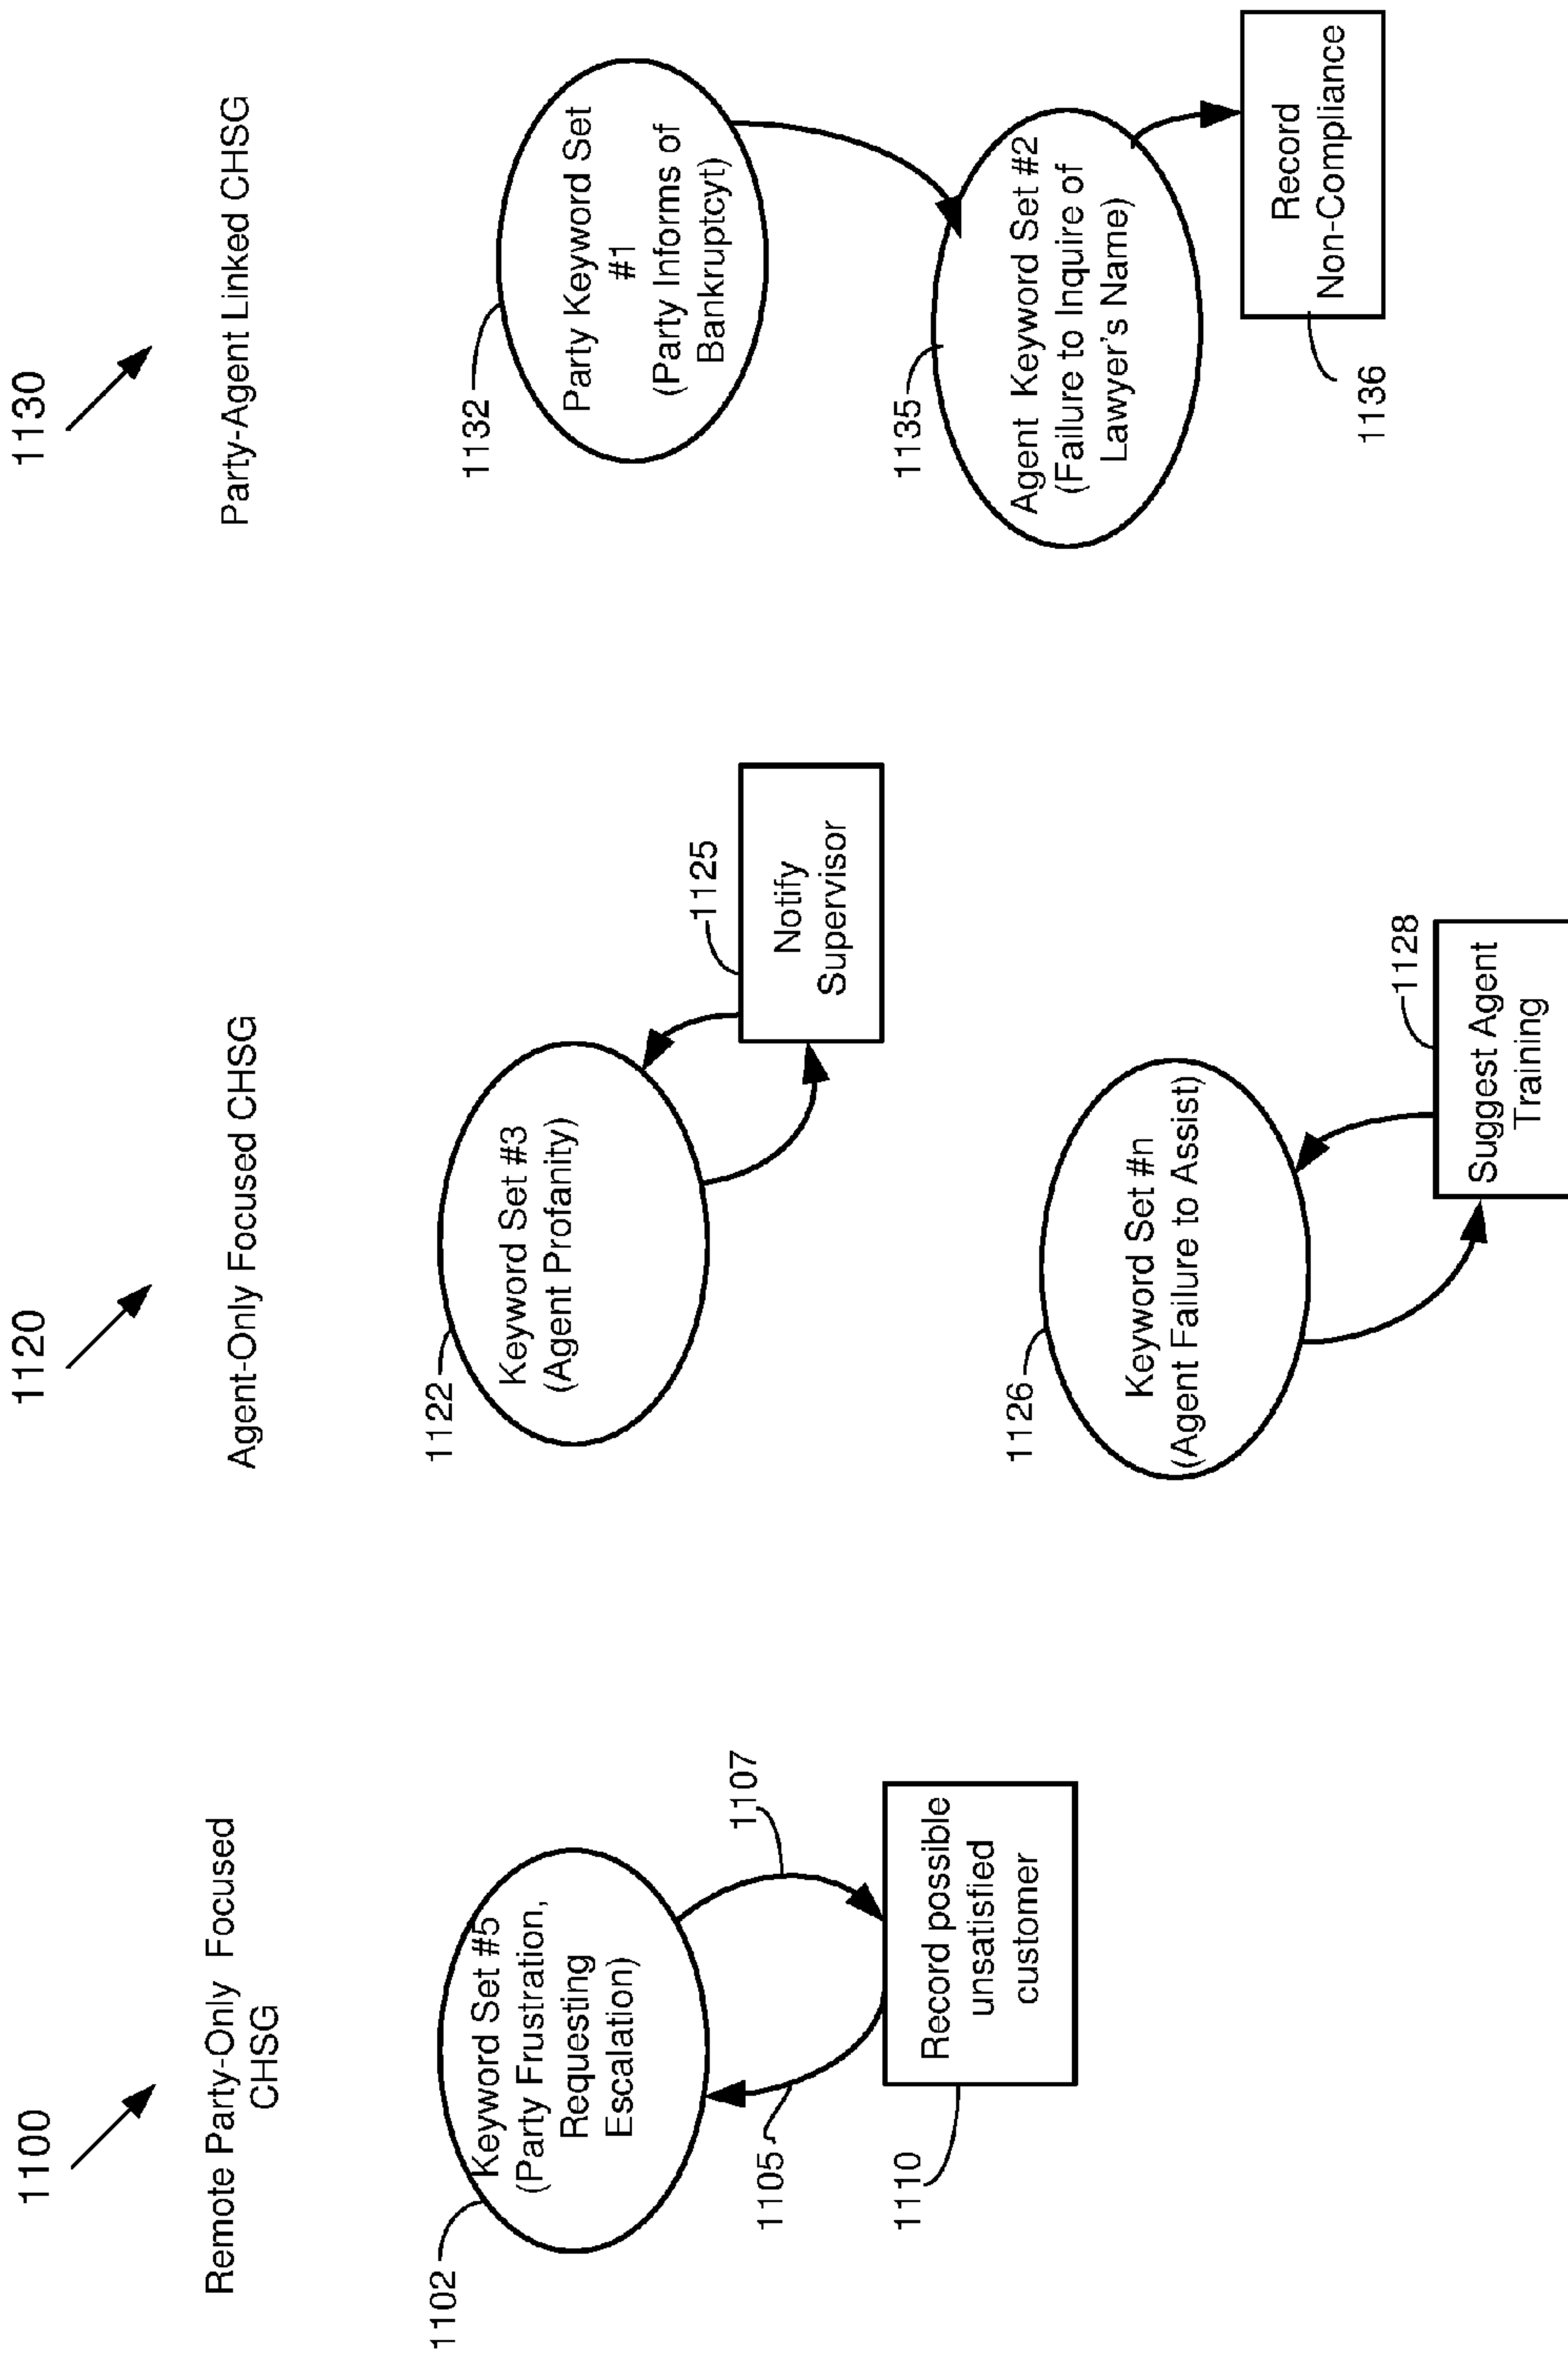 1100
Remote Party-Only Focused
CHSG
1102
Keyword Set #5
(Party Frustration,
Requesting
Escalation)
1107
1105
1110
Record possible
unsatisfied
customer
1120
Agent-Only Focused CHSG
1122
Keyword Set #3
(Agent Profanity)
1125
Notify
Supervisor
1126
Keyword Set #n
(Agent Failure to Assist)
1128
Suggest Agent
Training
1130
Party-Agent Linked CHSG
1132
Party Keyword Set
#1
(Party Informs of
Bankruptcyt)
1135
Agent Keyword Set #2
(Failure to Inquire of
Lawyer's Name)
Record
Non-Compliance
1136